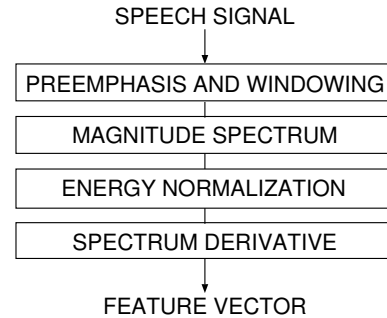 SPEECH SIGNAL
PREEMPHASIS AND WINDOWING
MAGNITUDE SPECTRUM
ENERGY NORMALIZATION
SPECTRUM DERIVATIVE
FEATURE VECTOR